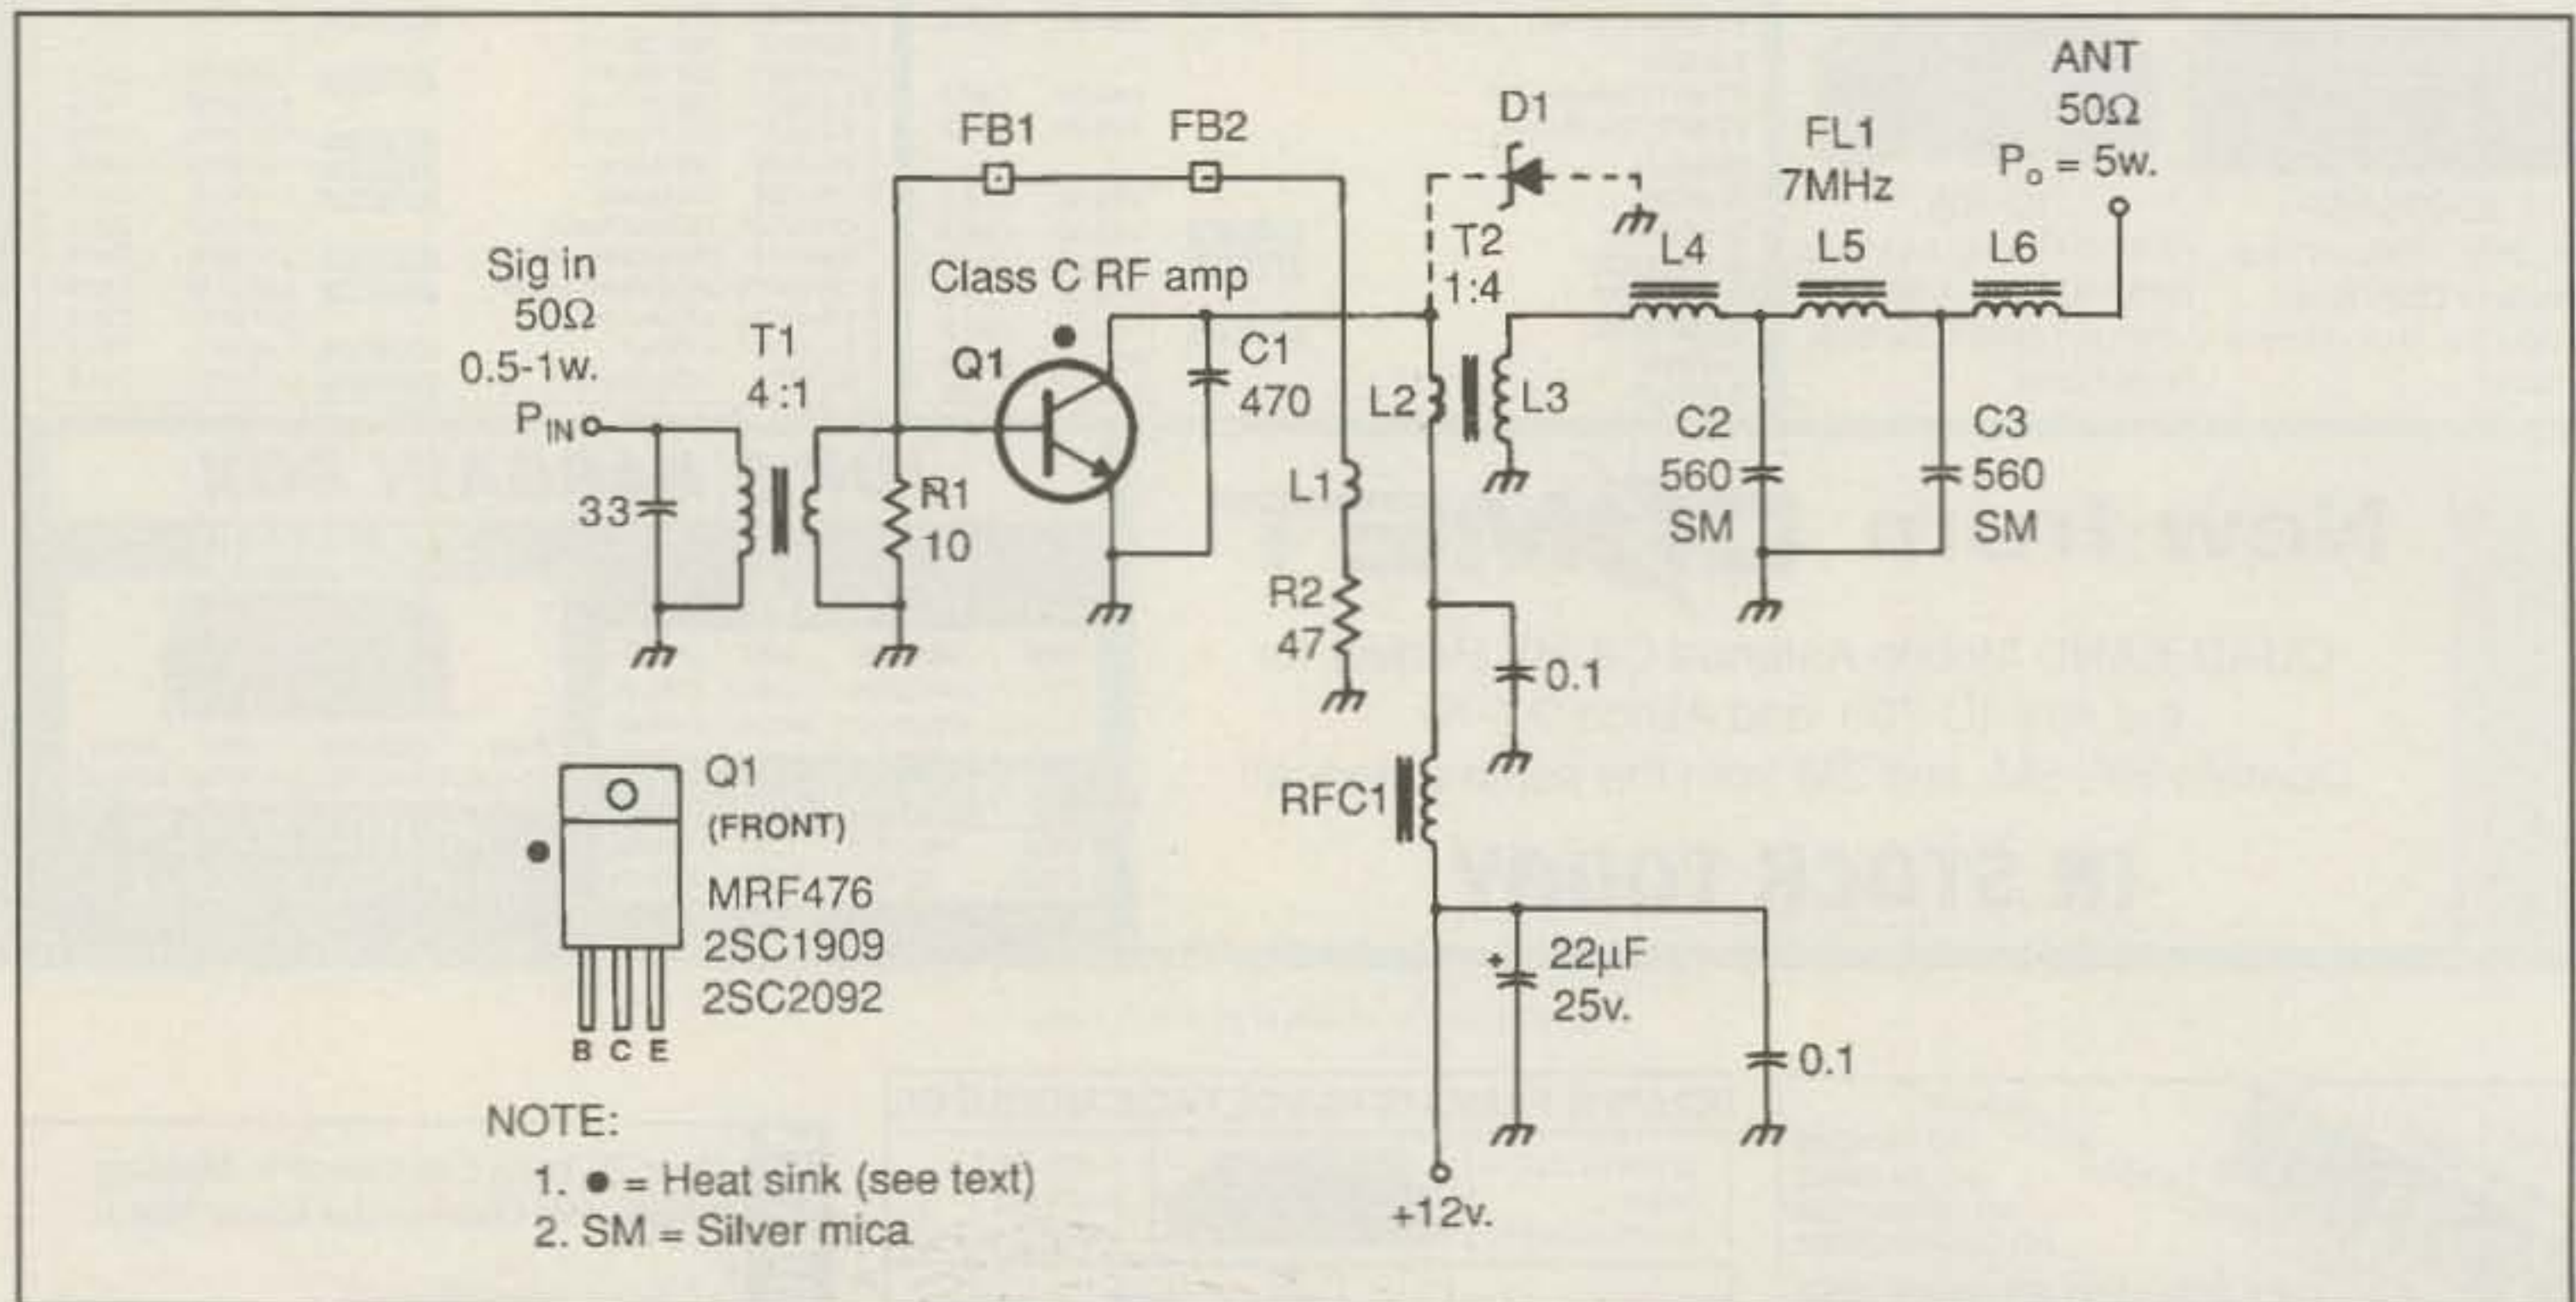 ANT
50Ω
Po = 5w.
D1
FL1
7MHz
FB1
FB2
T2
1:4
L4
L5
L6
Sig in
50Ω
0.5-1w.
PIN
Class C RF amp
T1
4:1
Q1
C1
470
L2
L3
C2
560
SM
C3
560
SM
33
R1
10
L1
R2
47
0.1
RFC1
Q1
(FRONT)
MRF476
2SC1909
2SC2092
B C E
+
22µF
25v.
0.1
+12v.
NOTE:
1. ● = Heat sink (see text)
2. SM = Silver mica